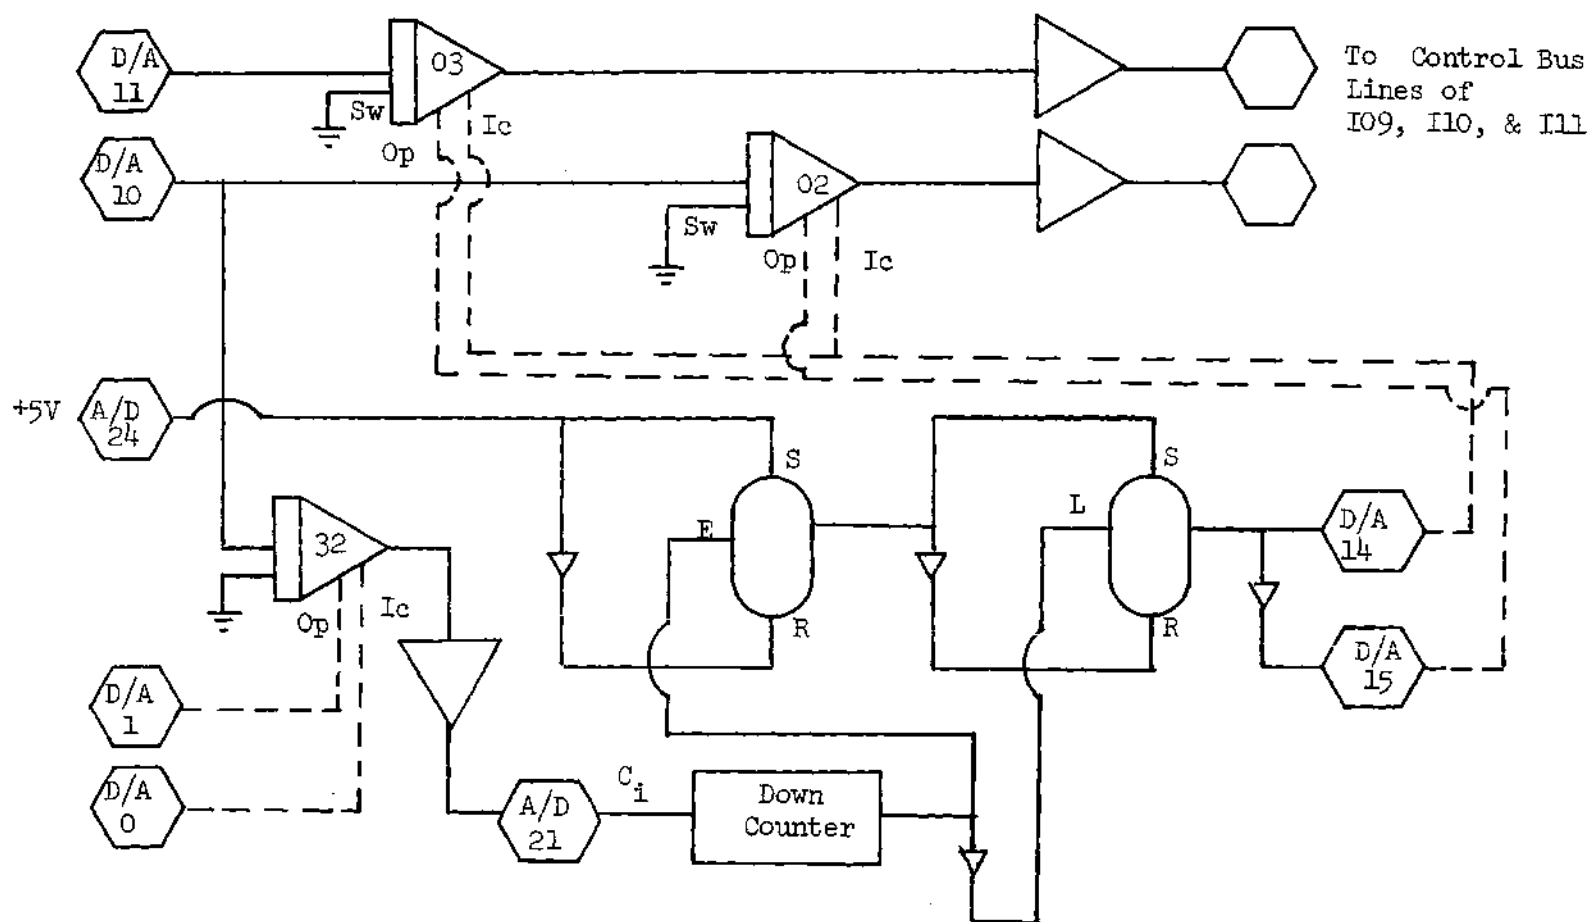 D/A
11
03
Sw
Op
Ic
To Control Bus
Lines of
I09, I10, & I11
D/A
10
02
Sw
Op
Ic
+5V
A/D
24
S
E
R
S
L
R
D/A
14
D/A
15
32
Op
Ic
D/A
1
D/A
0
A/D
21
Ci
Down
Counter